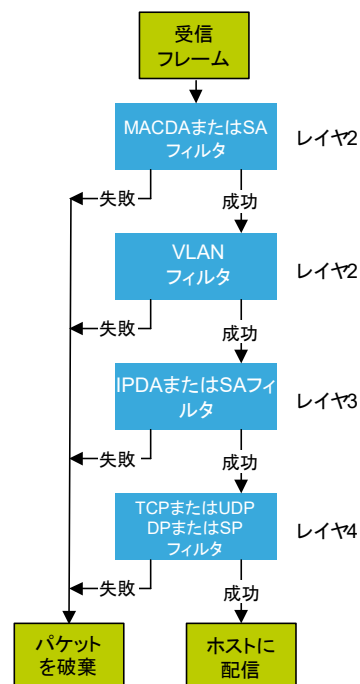 受信
フレーム
MACDAまたはSA
フィルタ
レイヤ2
失敗
成功
VLAN
フィルタ
レイヤ2
失敗
成功
IPDAまたはSAフィ
ルタ
レイヤ3
失敗
成功
TCPまたはUDP
DPまたはSP
フィルタ
レイヤ4
失敗
成功
パケット
を破棄
ホストに
配信